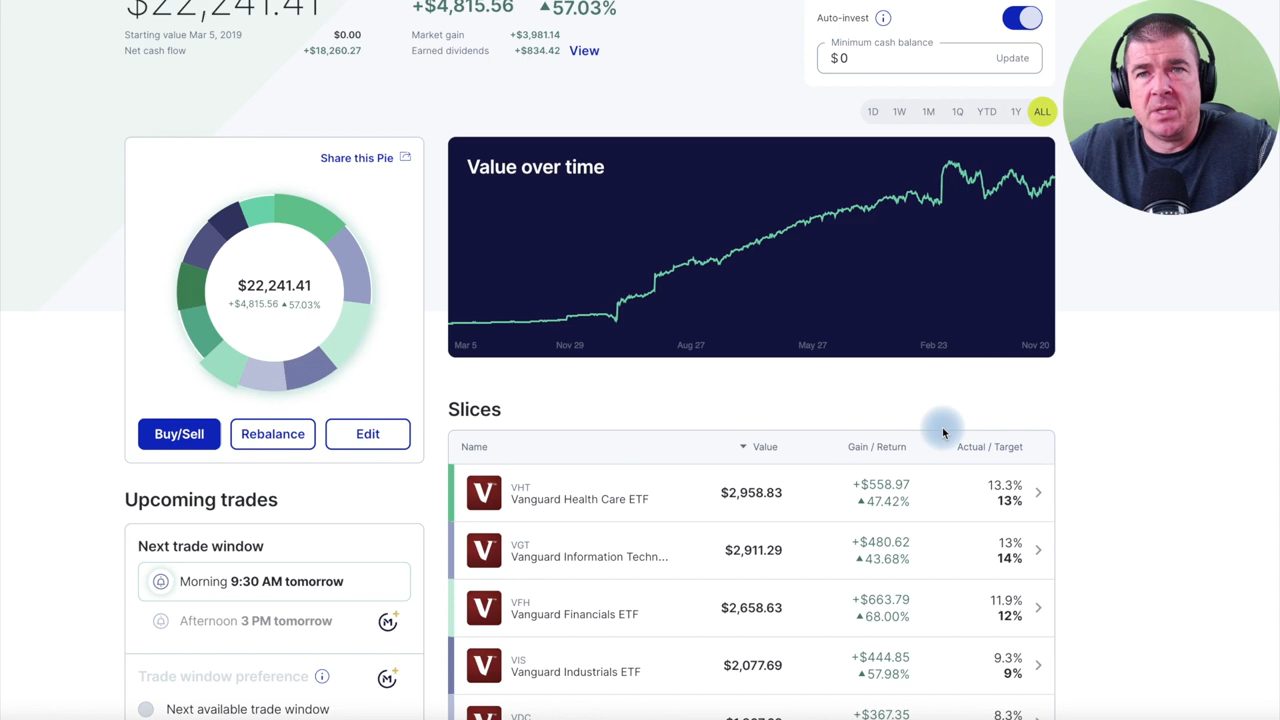 $22,241.41
+$4,815.56 ▲57.03%
Starting value Mar 5, 2019 $0.00
Net cash flow +$18,260.27
Market gain +$3,981.14
Earned dividends +$834.42 View
Auto-invest
Minimum cash balance
$ 0 Update
1D 1W 1M 1Q YTD 1Y ALL
Share this Pie
$22,241.41
+$4,815.56 ▲57.03%
Buy/Sell Rebalance Edit
Value over time
Mar 5 Nov 29 Aug 27 May 27 Feb 23 Nov 20
Slices
Name Value Gain / Return Actual / Target
VHT
Vanguard Health Care ETF
$2,958.83
+$558.97
▲47.42%
13.3%
13%
VGT
Vanguard Information Techn...
$2,911.29
+$480.62
▲43.68%
13%
14%
VFH
Vanguard Financials ETF
$2,658.63
+$663.79
▲68.00%
11.9%
12%
VIS
Vanguard Industrials ETF
$2,077.69
+$444.85
▲57.98%
9.3%
9%
VDC
+$367.35
8.3%
Upcoming trades
Next trade window
Morning 9:30 AM tomorrow
Afternoon 3 PM tomorrow
Trade window preference
Next available trade window